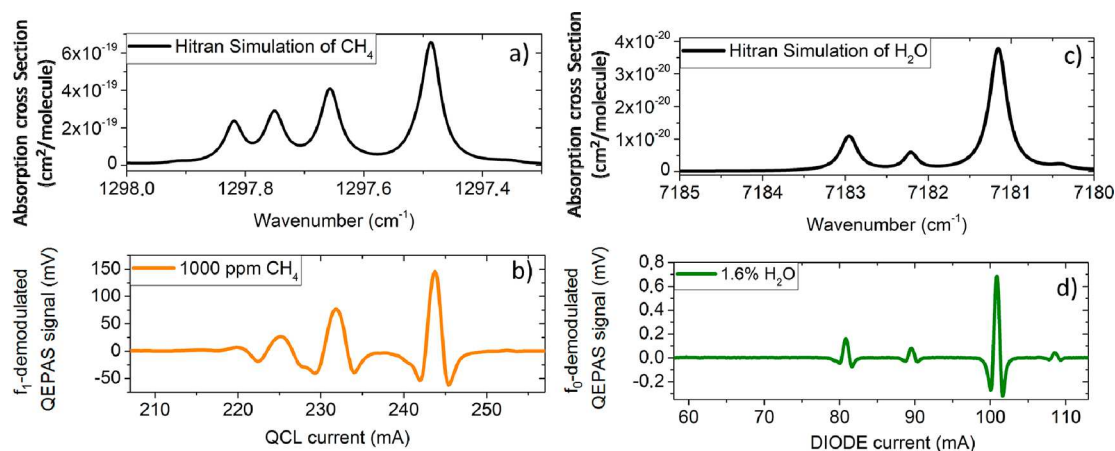 Absorption cross Section
(cm²/molecule)
6x10⁻¹⁹
4x10⁻¹⁹
2x10⁻¹⁹
0
Hitran Simulation of CH₄
a)
1298.0
1297.8
1297.6
1297.4
Wavenumber (cm⁻¹)
Absorption cross Section
(cm²/molecule)
4x10⁻²⁰
3x10⁻²⁰
2x10⁻²⁰
1x10⁻²⁰
0
Hitran Simulation of H₂O
c)
7185
7184
7183
7182
7181
7180
Wavenumber (cm⁻¹)
f₁-demodulated
QEPAS signal (mV)
150
100
50
0
-50
1000 ppm CH₄
b)
210
220
230
240
250
QCL current (mA)
f₀-demodulated
QEPAS signal (mV)
0.8
0.6
0.4
0.2
0.0
-0.2
1.6% H₂O
d)
60
70
80
90
100
110
DIODE current (mA)